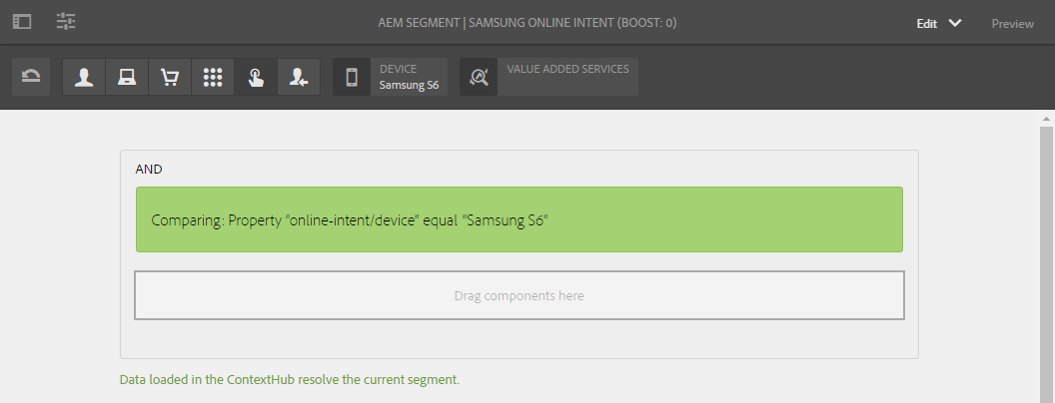 AEM SEGMENT | SAMSUNG ONLINE INTENT (BOOST: 0)
Edit
Preview
DEVICE
Samsung S6
VALUE ADDED SERVICES
AND
Comparing: Property "online-intent/device" equal "Samsung S6"
Drag components here
Data loaded in the ContextHub resolve the current segment.